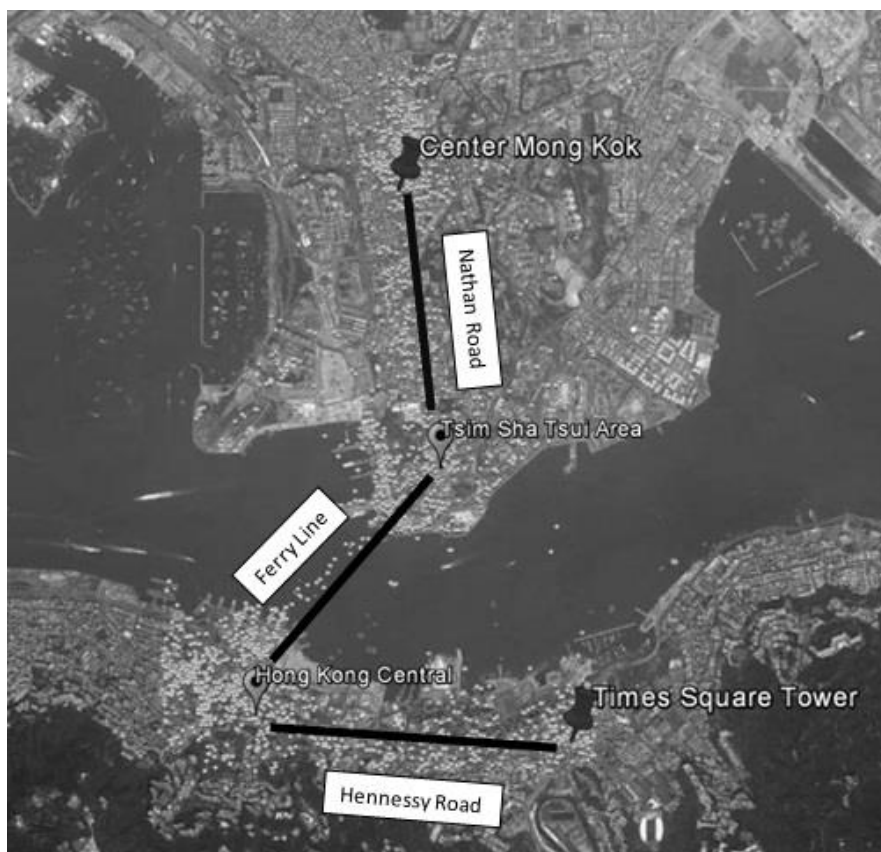 Center Mong Kok
Nathan Road
Tsim Sha Tsui Area
Ferry Line
Hong Kong Central
Times Square Tower
Hennessy Road